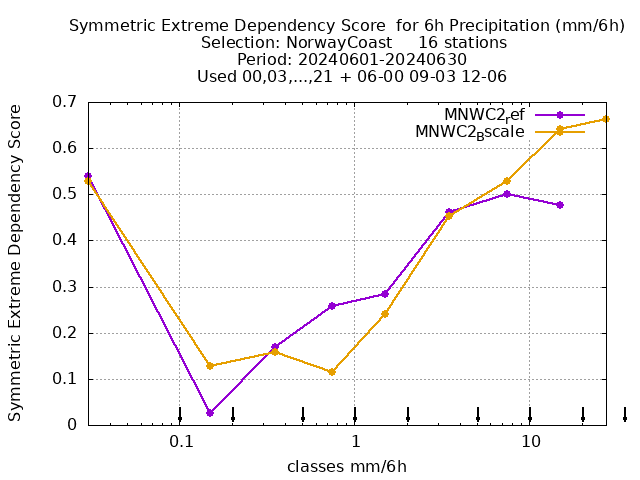 Symmetric Extreme Dependency Score  for 6h Precipitation (mm/6h)
Selection: NorwayCoast     16 stations
Period: 20240601-20240630
Used 00,03,...,21 + 06-00 09-03 12-06
Symmetric Extreme Dependency Score
0.7
0.6
0.5
0.4
0.3
0.2
0.1
0
MNWC2ref
MNWC2Bscale
0.1
1
10
classes mm/6h